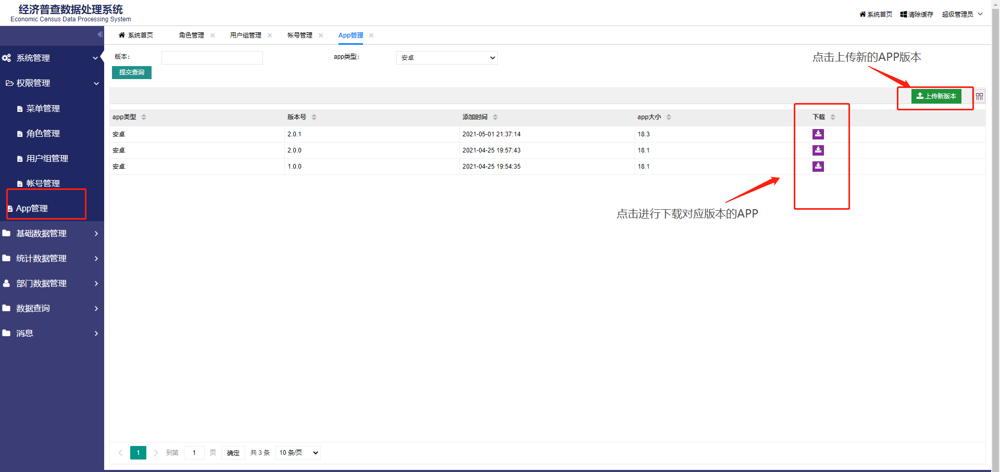 经济普查数据处理系统
Economic Census Data Processing System
系统首页 清除缓存 超级管理员
系统首页 角色管理 用户组管理 帐号管理 App管理
系统管理
权限管理
菜单管理
角色管理
用户组管理
帐号管理
App管理
基础数据管理
统计数据管理
部门数据管理
数据查询
消息
版本: app类型: 安卓
提交查询
点击上传新的APP版本
上传新版本
app类型 版本号 添加时间 app大小 下载
安卓 2.0.1 2021-05-01 21:37:14 18.3
安卓 2.0.0 2021-04-25 19:57:43 18.1
安卓 1.0.0 2021-04-25 19:54:35 18.1
点击进行下载对应版本的APP
1 到第 1 页 确定 共 3 条 10 条/页